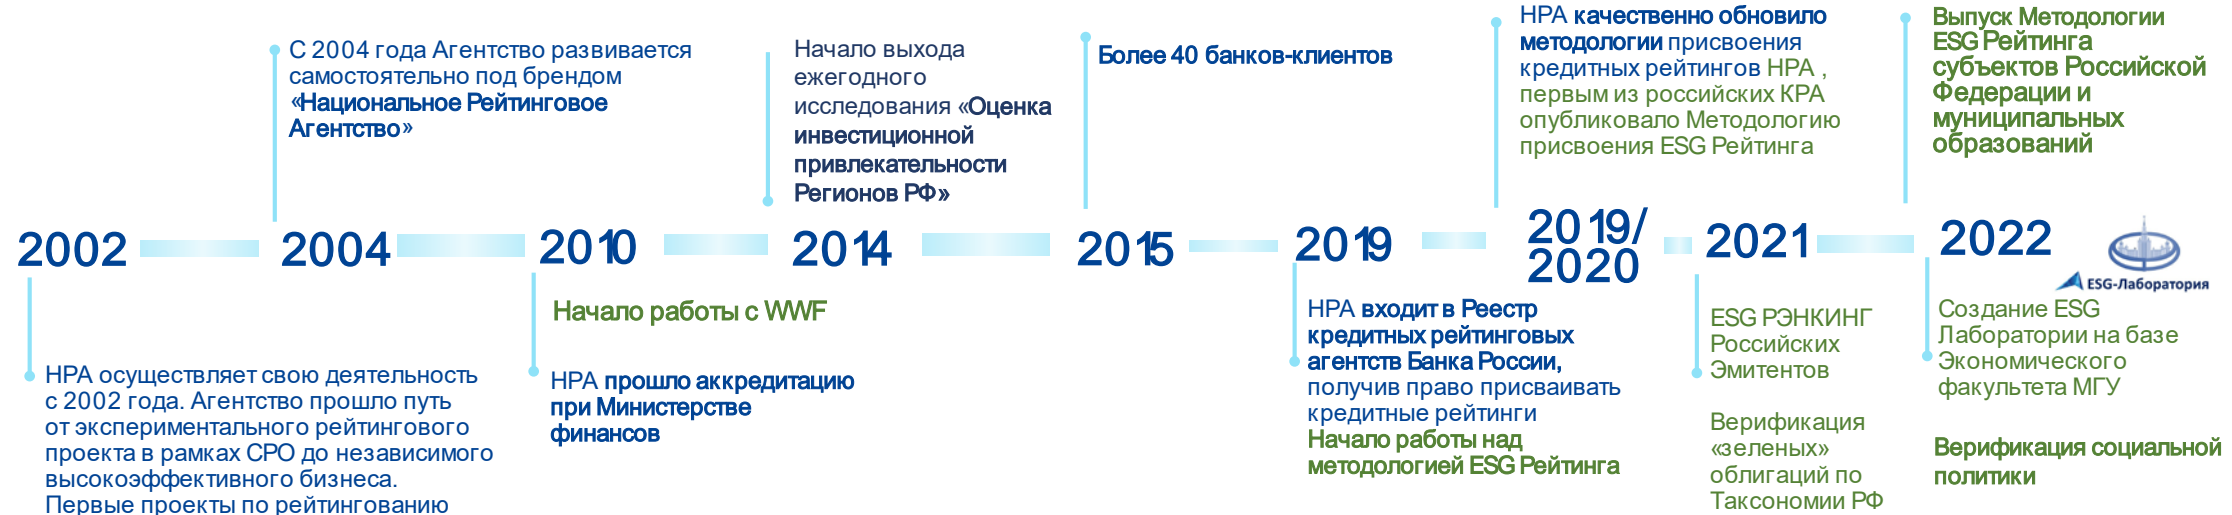 С 2004 года Агентство развивается
самостоятельно под брендом
«Национальное Рейтинговое
Агентство»
Начало выхода
ежегодного
исследования «Оценка
инвестиционной
привлекательности
Регионов РФ»
Более 40 банков-клиентов
НРА качественно обновило
методологии присвоения
кредитных рейтингов НРА ,
первым из российских КРА
опубликовало Методологию
присвоения ESG Рейтинга
Выпуск Методологии
ESG Рейтинга
субъектов Российской
Федерации и
муниципальных
образований
2002
2004
2010
2014
2015
2019
2019/
2020
2021
2022
ESG-Лаборатория
НРА осуществляет свою деятельность
с 2002 года. Агентство прошло путь
от экспериментального рейтингового
проекта в рамках СРО до независимого
высокоэффективного бизнеса.
Первые проекты по рейтингованию
Начало работы с WWF
НРА прошло аккредитацию
при Министерстве
финансов
НРА входит в Реестр
кредитных рейтинговых
агентств Банка России,
получив право присваивать
кредитные рейтинги
Начало работы над
методологией ESG Рейтинга
ESG РЭНКИНГ
Российских
Эмитентов
Верификация
«зеленых»
облигаций по
Таксономии РФ
Создание ESG
Лаборатории на базе
Экономического
факультета МГУ
Верификация социальной
политики